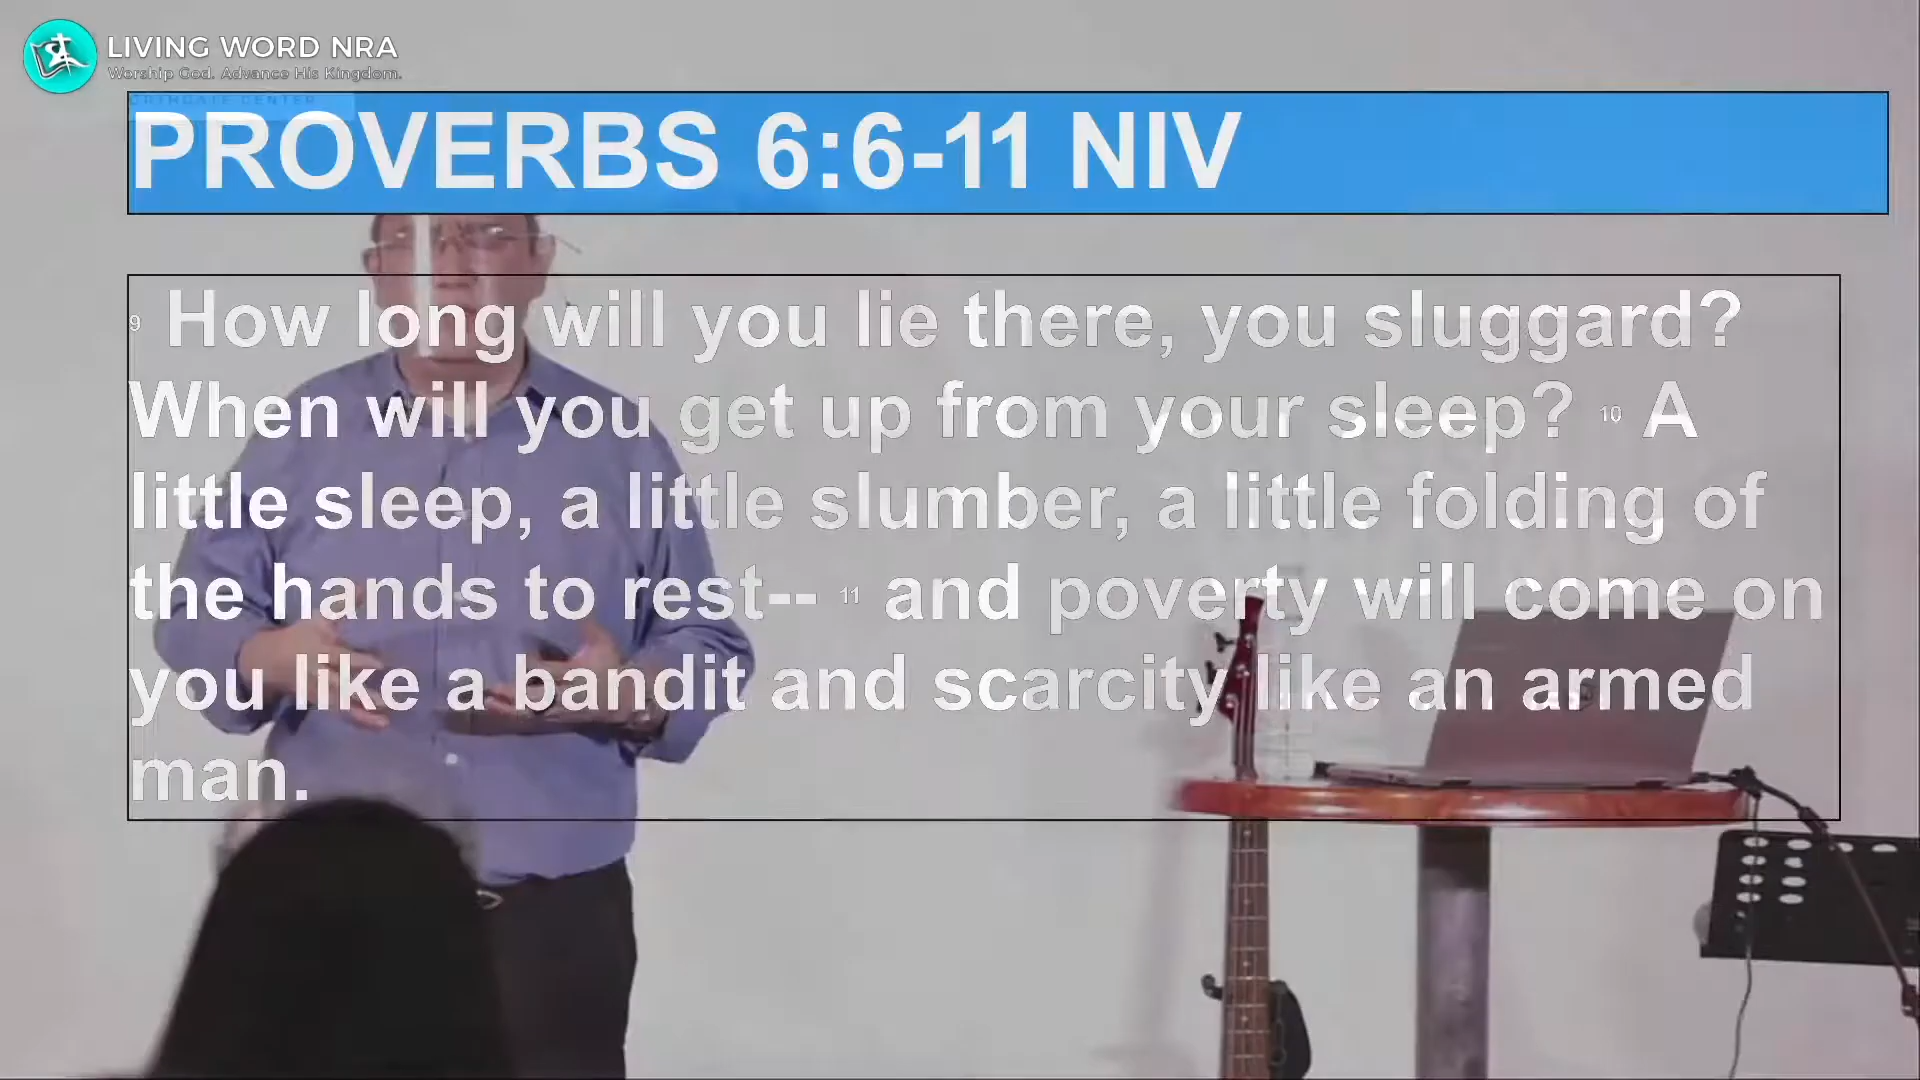 LIVING WORD NRA
Worship God. Advance His Kingdom.
ORTHGATE CENTER
PROVERBS 6:6-11 NIV
9 How long will you lie there, you sluggard?
When will you get up from your sleep? 10 A
little sleep, a little slumber, a little folding of
the hands to rest-- 11 and poverty will come on
you like a bandit and scarcity like an armed
man.